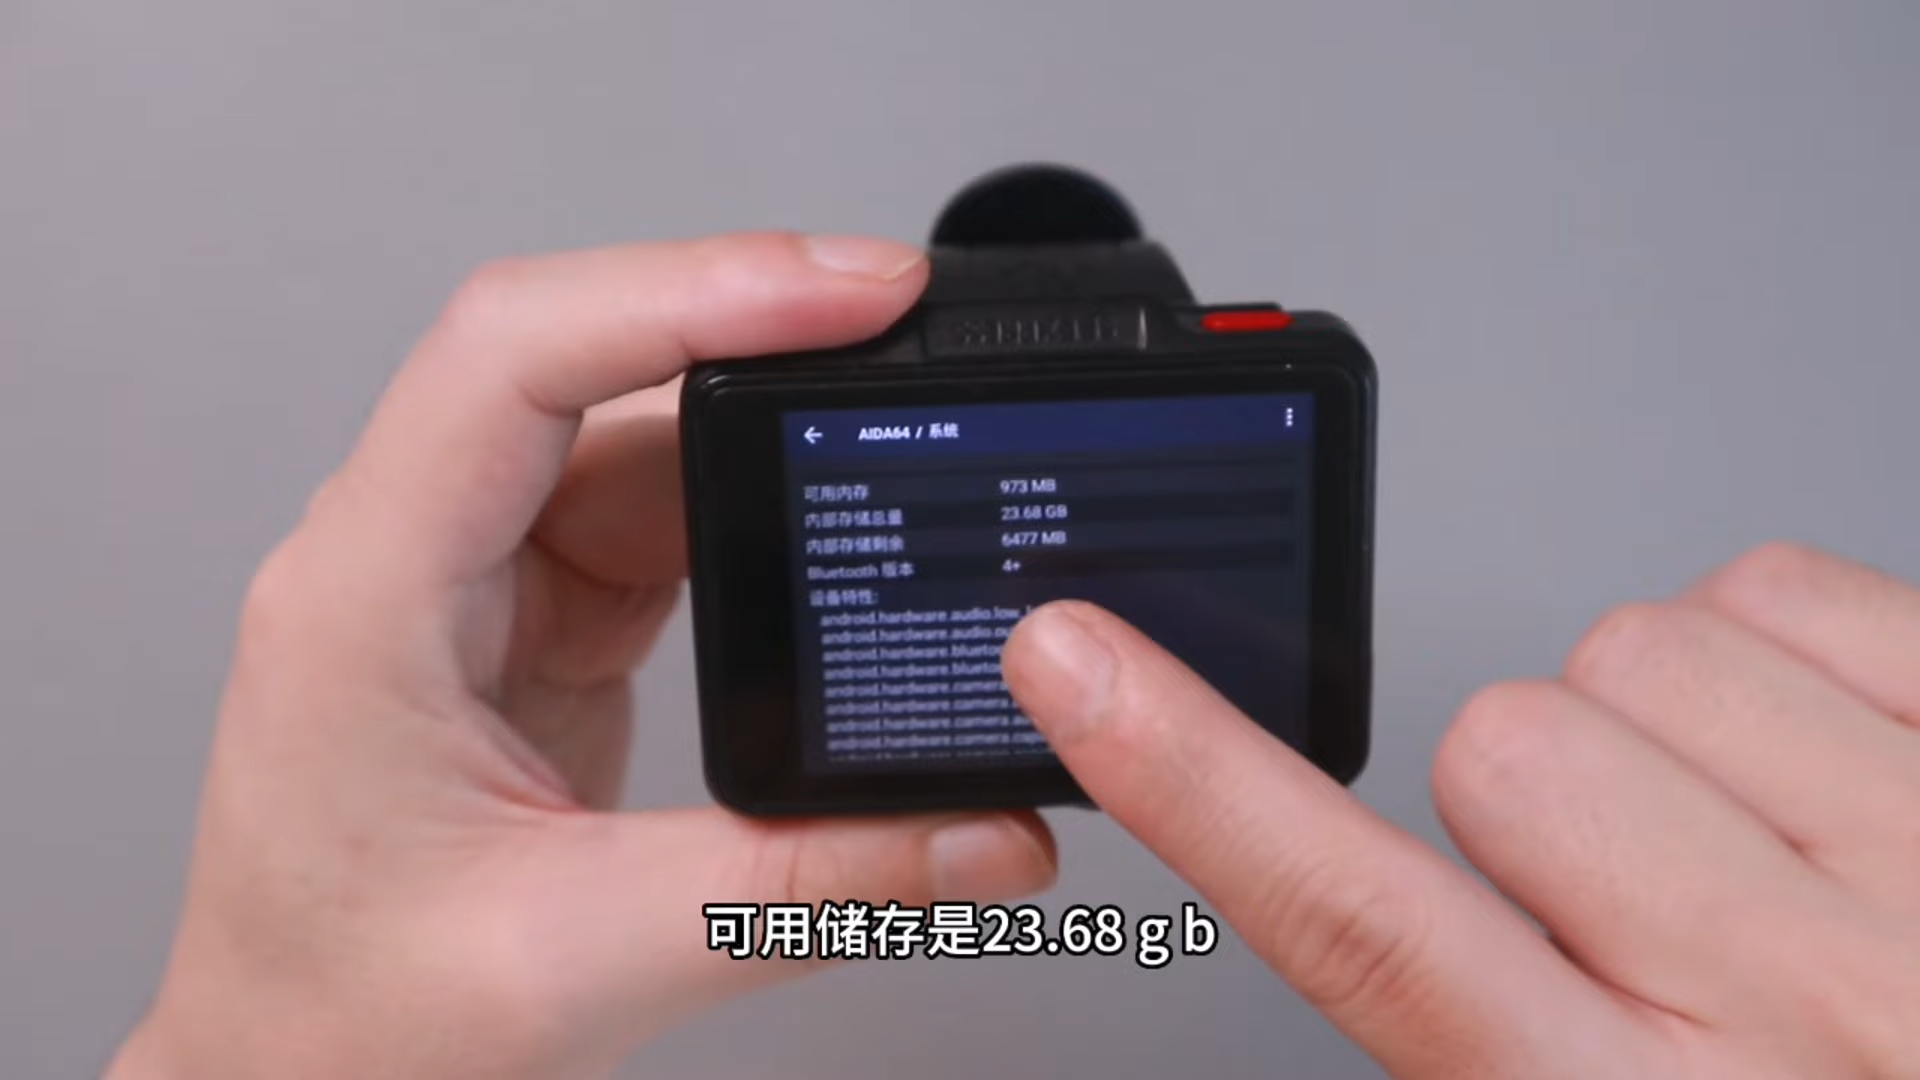 AIDA64 / 系统
可用内存 973 MB
内部存储总量 23.68 GB
内部存储剩余 6477 MB
Bluetooth 版本 4+
设备特性:
android.hardware.audio.low
android.hardware.audio.ou
android.hardware.blueto
android.hardware.blueto
android.hardware.camera
android.hardware.camera
android.hardware.camera.au
android.hardware.camera.cap
可用储存是23.68 g b